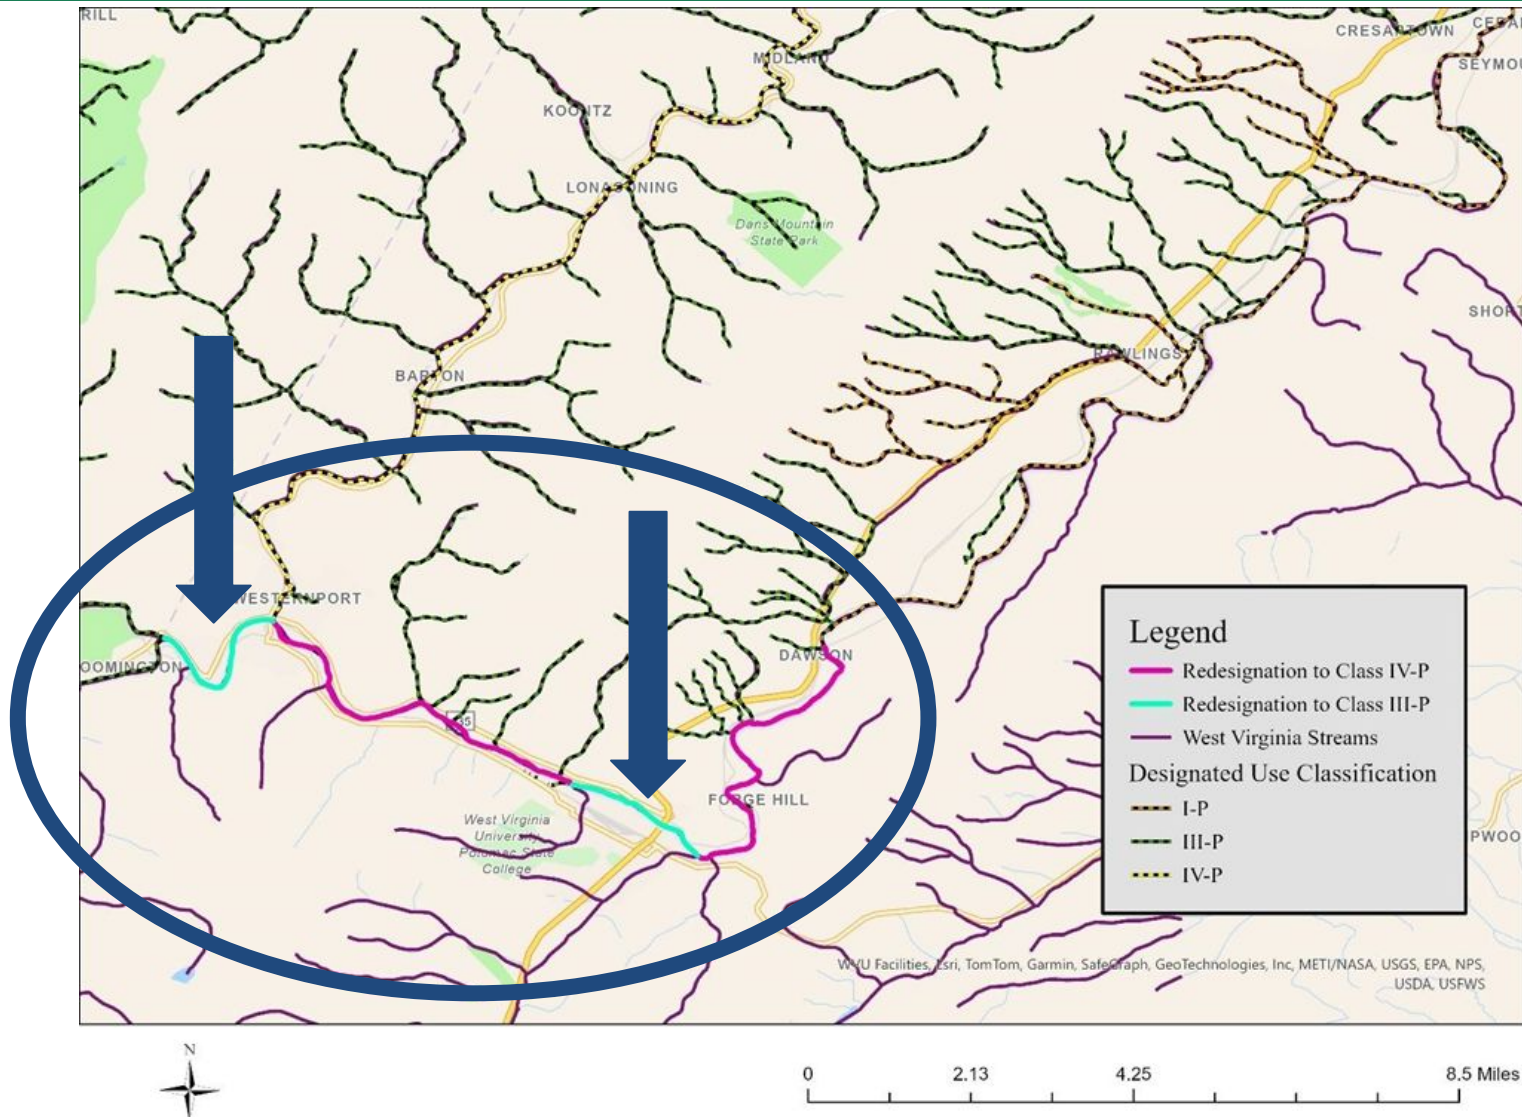 RILL
CRESAPTOWN
MIDLAND
SEYMOU
KOONTZ
LONACONING
Dans Mountain
State Park
SHORT
RAWLINGS
BARTON
WESTERNPORT
OOMINGTON
DAWSON
FORGE HILL
West Virginia
University
Potomac State
College
Legend
Redesignation to Class IV-P
Redesignation to Class III-P
West Virginia Streams
Designated Use Classification
I-P
III-P
IV-P
IPWOO
WVU Facilities, Esri, TomTom, Garmin, SafeGraph, GeoTechnologies, Inc, METI/NASA, USGS, EPA, NPS,
USDA, USFWS
N
0 2.13 4.25 8.5 Miles